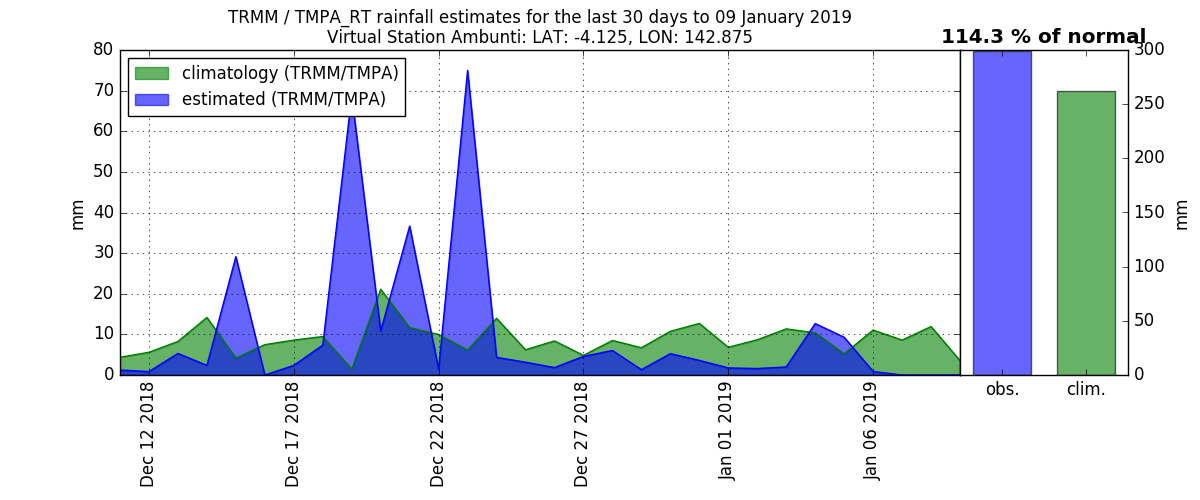 TRMM / TMPA_RT rainfall estimates for the last 30 days to 09 January 2019
Virtual Station Ambunti: LAT: -4.125, LON: 142.875
114.3 % of normal
climatology (TRMM/TMPA)
estimated (TRMM/TMPA)
80
70
60
50
40
30
20
10
0
mm
300
250
200
150
100
50
0
mm
Dec 12 2018
Dec 17 2018
Dec 22 2018
Dec 27 2018
Jan 01 2019
Jan 06 2019
obs.
clim.